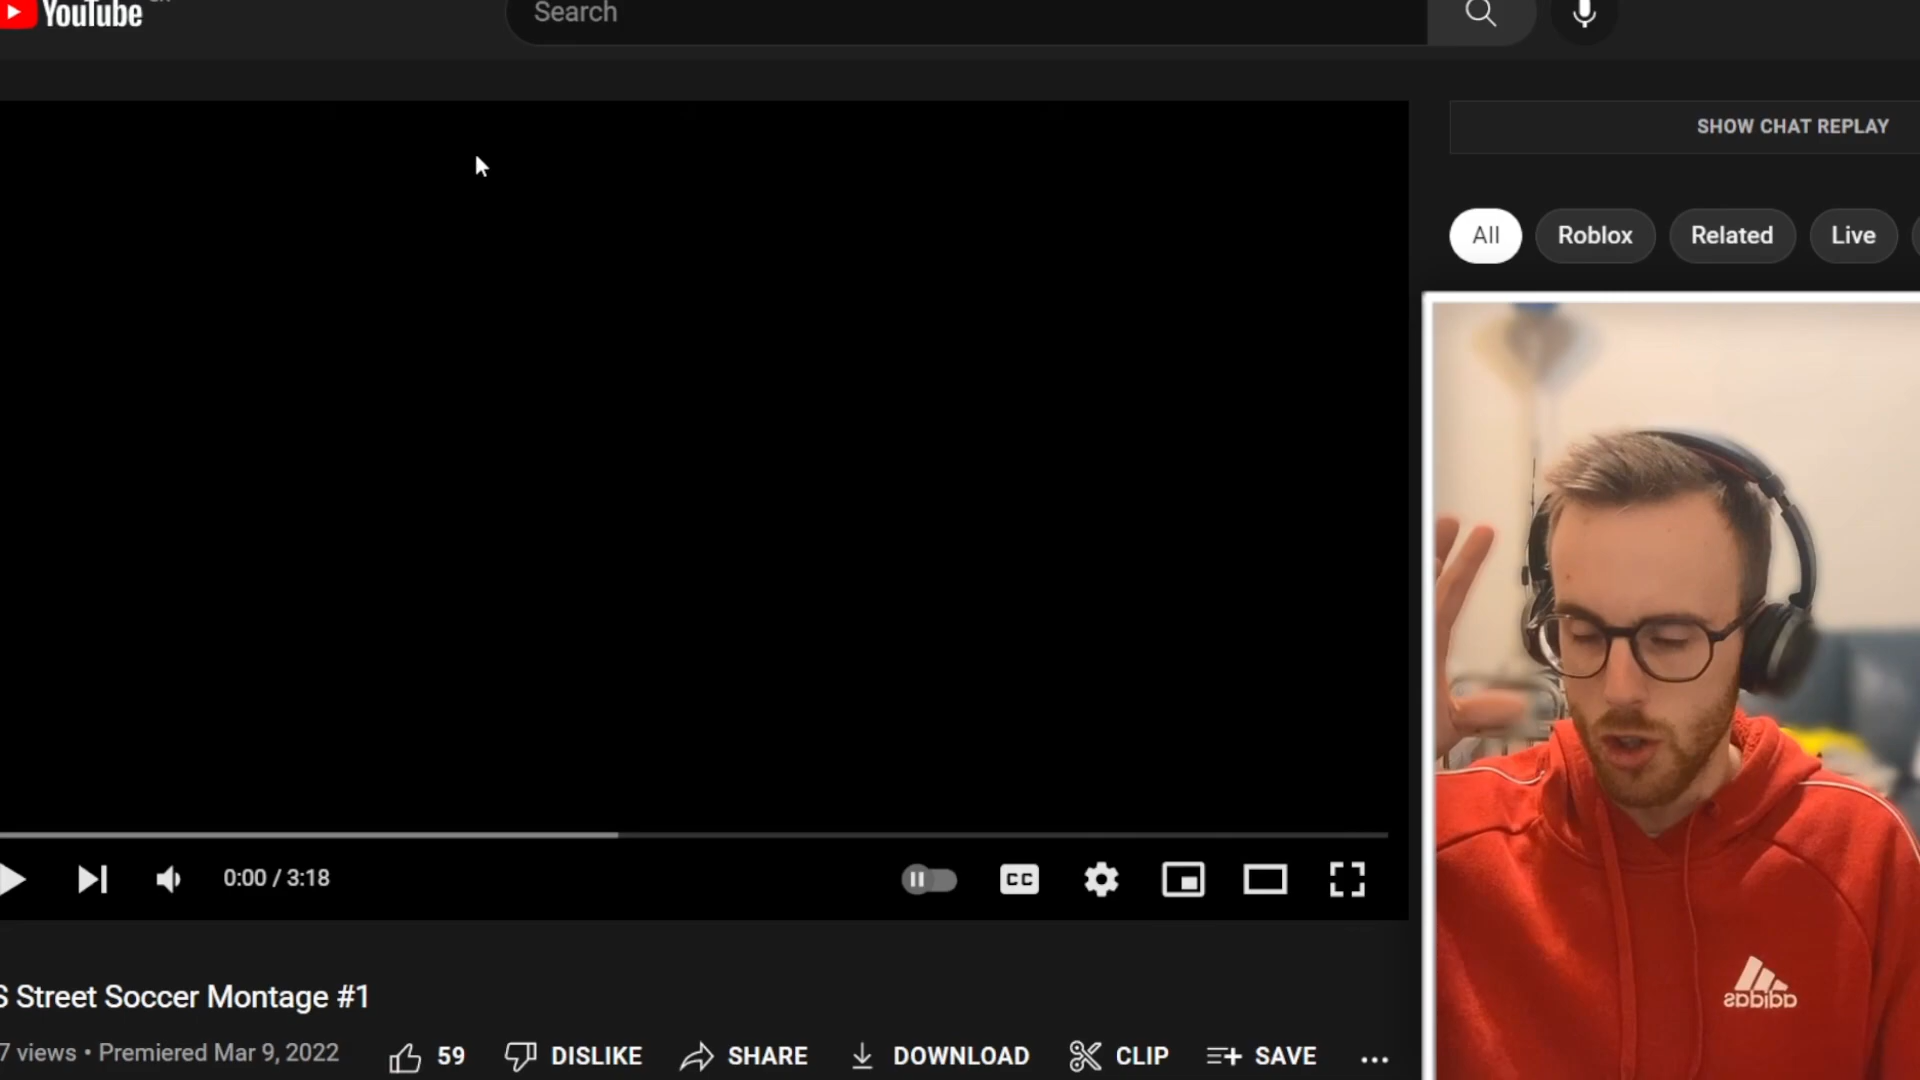 YouTube
Search
SHOW CHAT REPLAY
All Roblox Related Live
0:00 / 3:18
CC
S Street Soccer Montage #1
7 views • Premiered Mar 9, 2022 59 DISLIKE SHARE DOWNLOAD CLIP SAVE ...
adidas